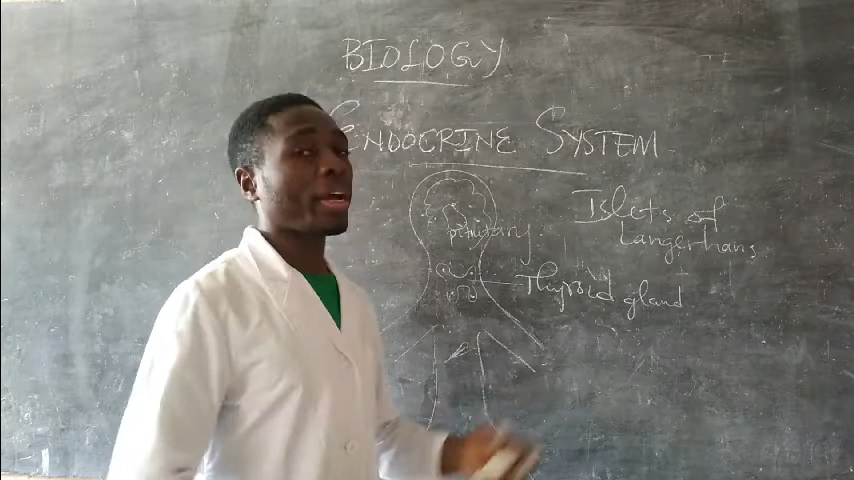 BIOLOGY
ENDOCRINE SYSTEM
Islets of
Langerhans
pituitary
Thyroid gland